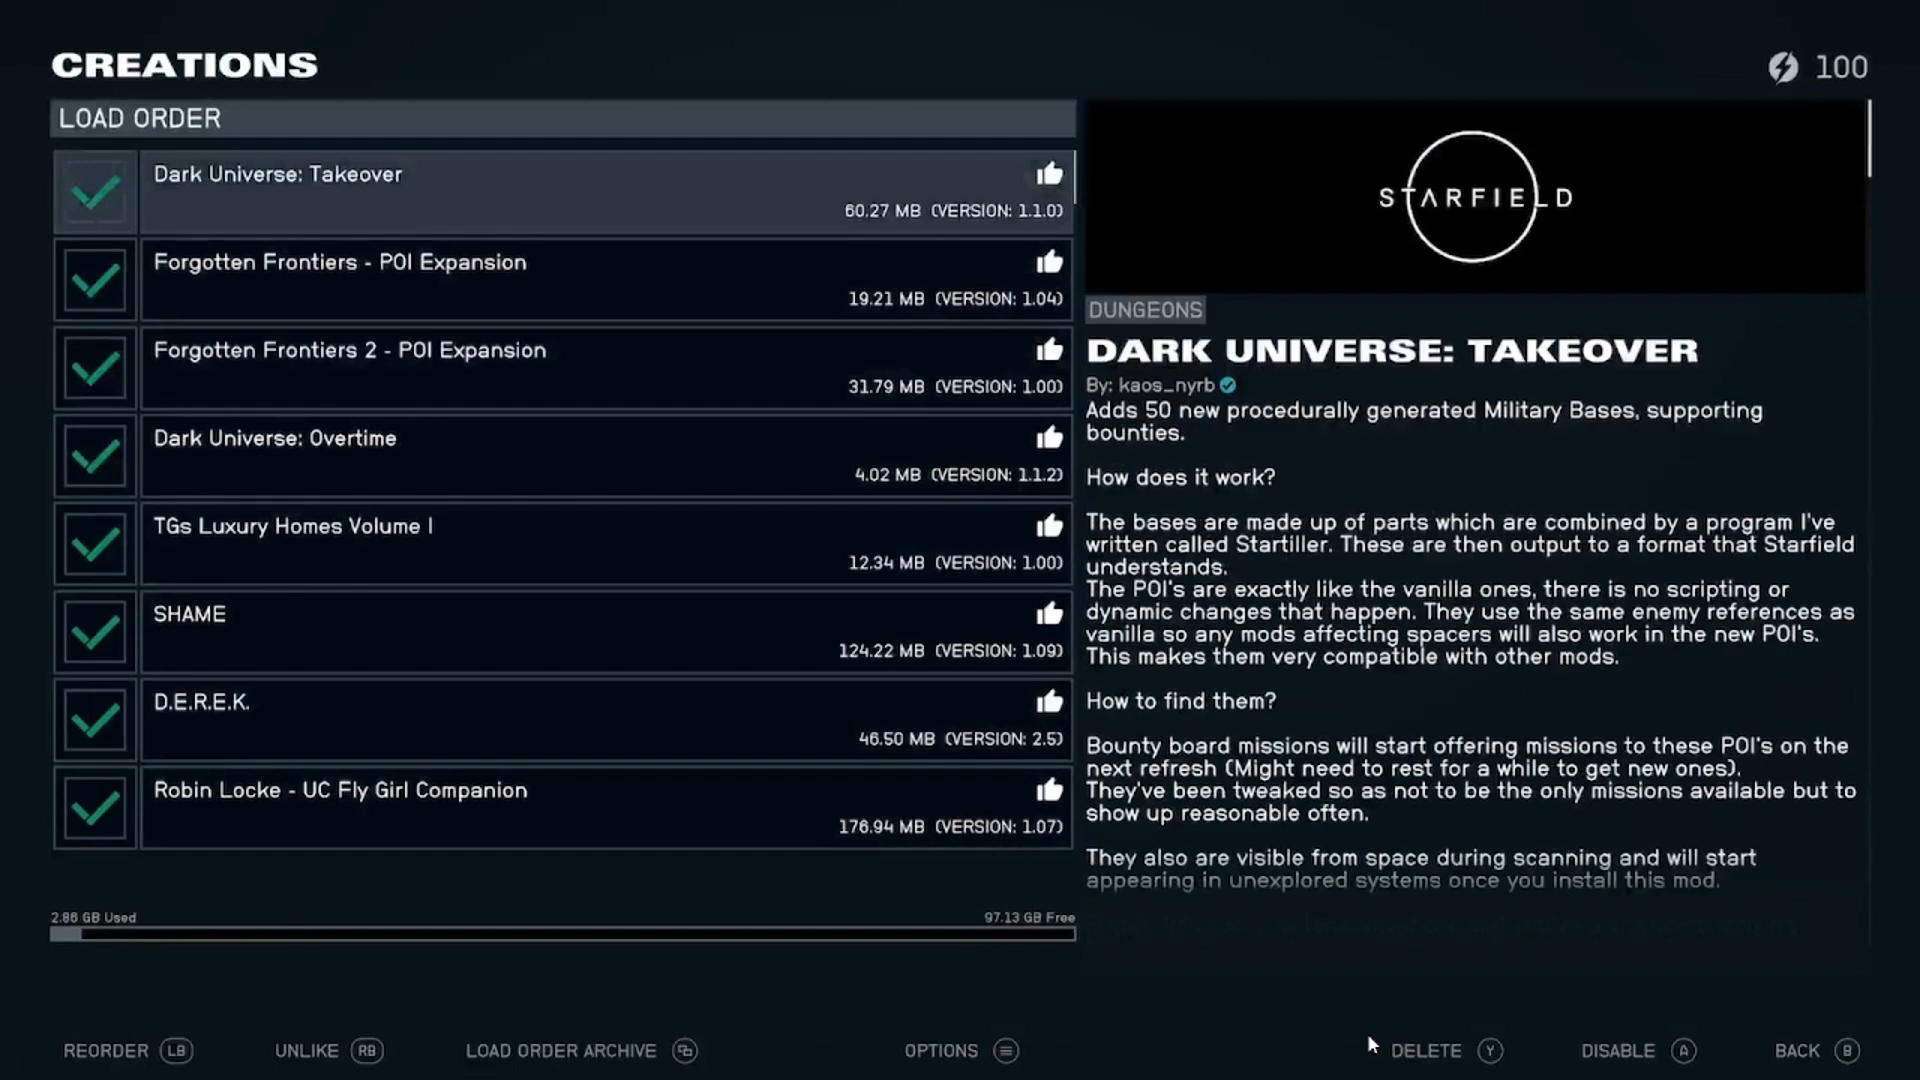 CREATIONS
100
LOAD ORDER
Dark Universe: Takeover
60.27 MB (VERSION: 1.1.0)
Forgotten Frontiers - POI Expansion
19.21 MB (VERSION: 1.04)
Forgotten Frontiers 2 - POI Expansion
31.79 MB (VERSION: 1.00)
Dark Universe: Overtime
4.02 MB (VERSION: 1.1.2)
TGs Luxury Homes Volume I
12.34 MB (VERSION: 1.00)
SHAME
124.22 MB (VERSION: 1.09)
D.E.R.E.K.
46.50 MB (VERSION: 2.5)
Robin Locke - UC Fly Girl Companion
176.94 MB (VERSION: 1.07)
2.86 GB Used
97.13 GB Free
STARFIELD
DUNGEONS
DARK UNIVERSE: TAKEOVER
By: kaos_nyrb
Adds 50 new procedurally generated Military Bases, supporting
bounties.
How does it work?
The bases are made up of parts which are combined by a program I've
written called Startiller. These are then output to a format that Starfield
understands.
The POI's are exactly like the vanilla ones, there is no scripting or
dynamic changes that happen. They use the same enemy references as
vanilla so any mods affecting spacers will also work in the new POI's.
This makes them very compatible with other mods.
How to find them?
Bounty board missions will start offering missions to these POI's on the
next refresh (Might need to rest for a while to get new ones).
They've been tweaked so as not to be the only missions available but to
show up reasonable often.
They also are visible from space during scanning and will start
appearing in unexplored systems once you install this mod.
REORDER LB
UNLIKE RB
LOAD ORDER ARCHIVE
OPTIONS
DELETE Y
DISABLE A
BACK B